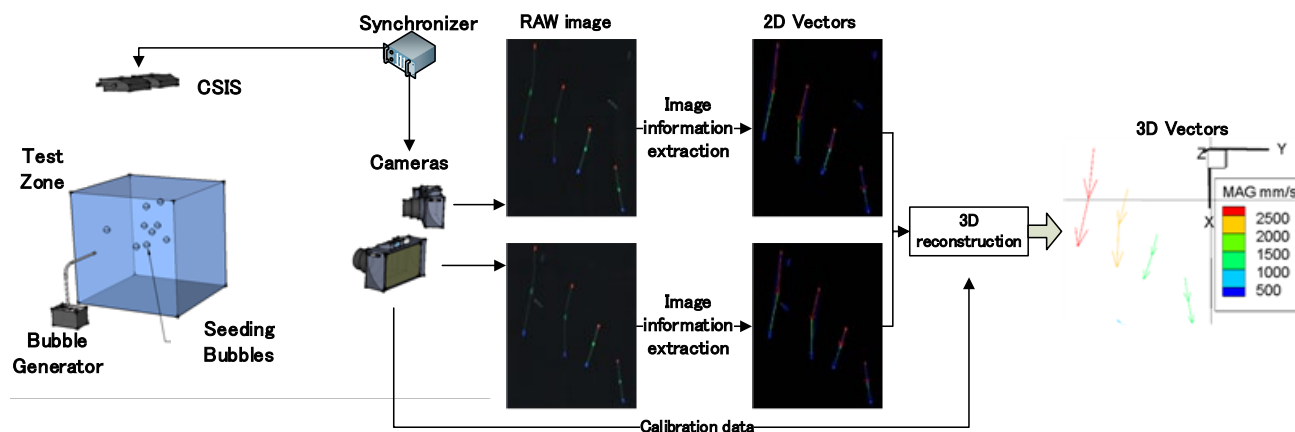 Synchronizer
RAW image
2D Vectors
CSIS
Image
information
extraction
3D Vectors
Test
Zone
Cameras
Z
Y
X
MAG mm/s
2500
2000
1500
1000
500
3D
reconstruction
Image
information
extraction
Bubble
Generator
Seeding
Bubbles
Calibration data